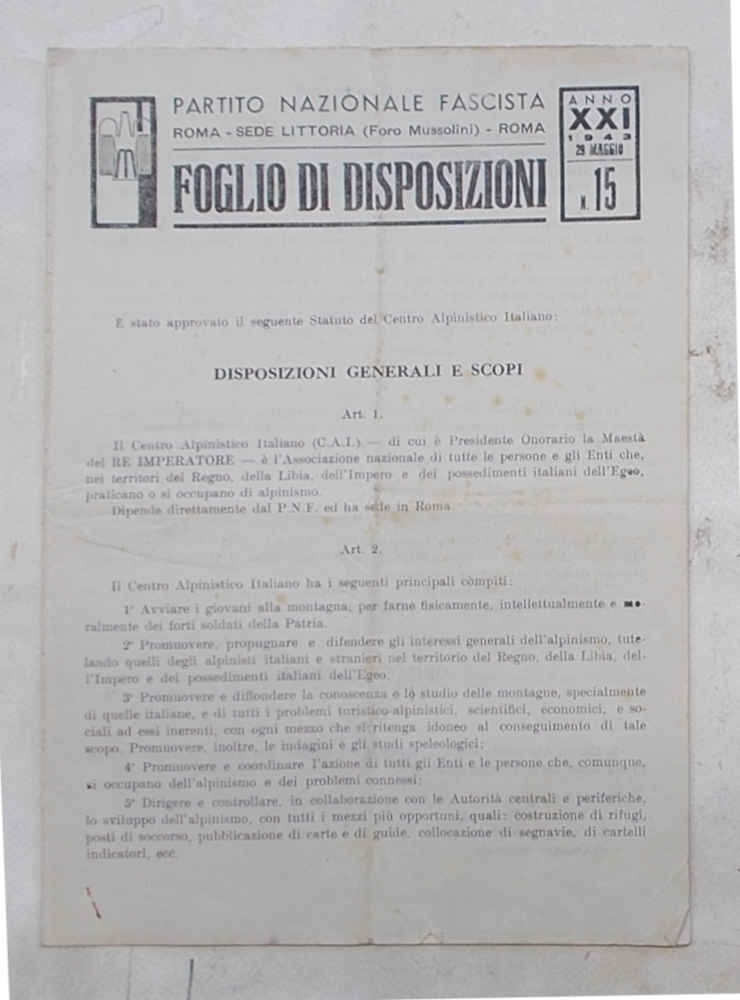 PARTITO NAZIONALE FASCISTA
ROMA - SEDE LITTORIA (Foro Mussolini) - ROMA
FOGLIO DI DISPOSIZIONI
ANNO
XXI
1943
29 MAGGIO
N. 15
E stato approvato il seguente Statuto del Centro Alpinistico Italiano:
DISPOSIZIONI GENERALI E SCOPI
Art. 1.
Il Centro Alpinistico Italiano (C.A.I.) — di cui è Presidente Onorario la Maestà
del RE IMPERATORE — è l'Associazione nazionale di tutte le persone e gli Enti che,
nei territori del Regno, della Libia, dell'Impero e dei possedimenti italiani dell'Egeo,
praticano o si occupano di alpinismo.
Dipende direttamente dal P.N.F. ed ha sede in Roma.
Art. 2.
Il Centro Alpinistico Italiano ha i seguenti principali còmpiti:
1° Avviare i giovani alla montagna, per farne fisicamente, intellettualmente e mo-
ralmente dei forti soldati della Patria.
2° Promuovere, propugnare e difendere gli interessi generali dell'alpinismo, tute-
lando quelli degli alpinisti italiani e stranieri nel territorio del Regno, della Libia, del-
l'Impero e dei possedimenti italiani dell'Egeo.
3° Promuovere e diffondere la conoscenza e lo studio delle montagne, specialmente
di quelle italiane, e di tutti i problemi turistico-alpinistici, scientifici, economici, e so-
ciali ad essi inerenti, con ogni mezzo che si ritenga idoneo al conseguimento di tale
scopo. Promuovere, inoltre, le indagini e gli studi speleologici;
4° Promuovere e coordinare l'azione di tutti gli Enti e le persone che, comunque,
si occupano dell'alpinismo e dei problemi connessi;
5° Dirigere e controllare, in collaborazione con le Autorità centrali e periferiche,
lo sviluppo dell'alpinismo, con tutti i mezzi più opportuni, quali: costruzione di rifugi,
posti di soccorso, pubblicazione di carte e di guide, collocazione di segnavie, di cartelli
indicatori, ecc.